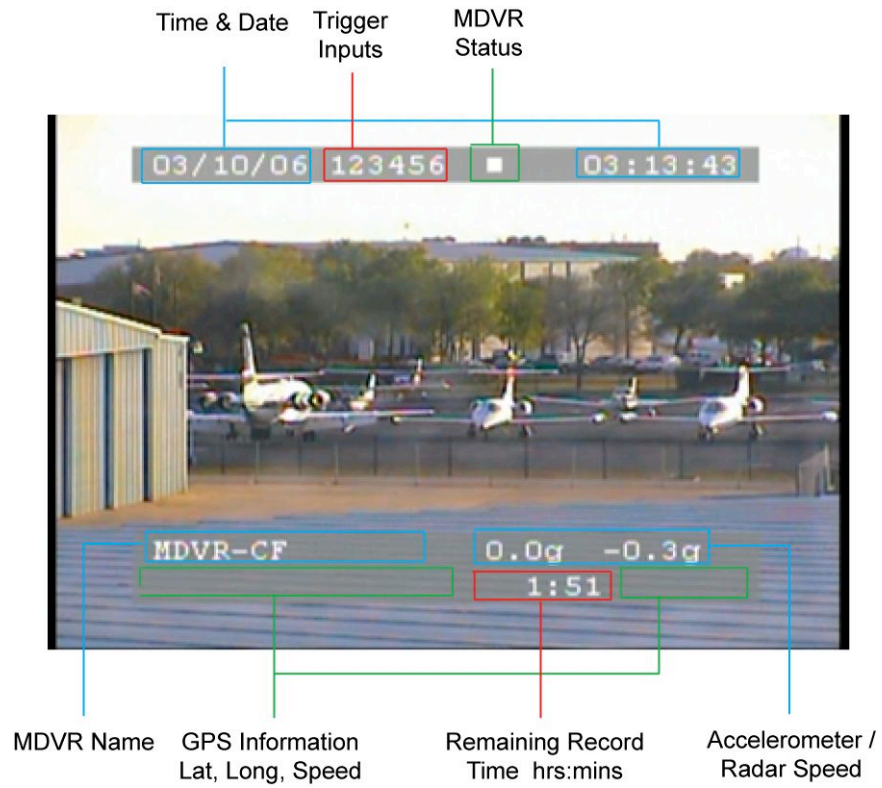 Time & Date
Trigger
Inputs
MDVR
Status
03/10/06 123456 ■ 03:13:43
MDVR-CF 0.0g -0.3g
1:51
MDVR Name
GPS Information
Lat, Long, Speed
Remaining Record
Time hrs:mins
Accelerometer /
Radar Speed